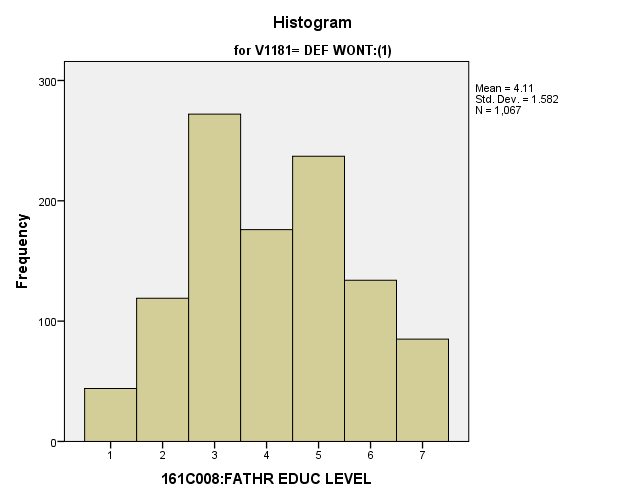 Histogram
for V1181= DEF WONT:(1)
Mean = 4.11
Std. Dev. = 1.582
N = 1,067
Frequency
300
200
100
0
1 2 3 4 5 6 7
161C008:FATHR EDUC LEVEL